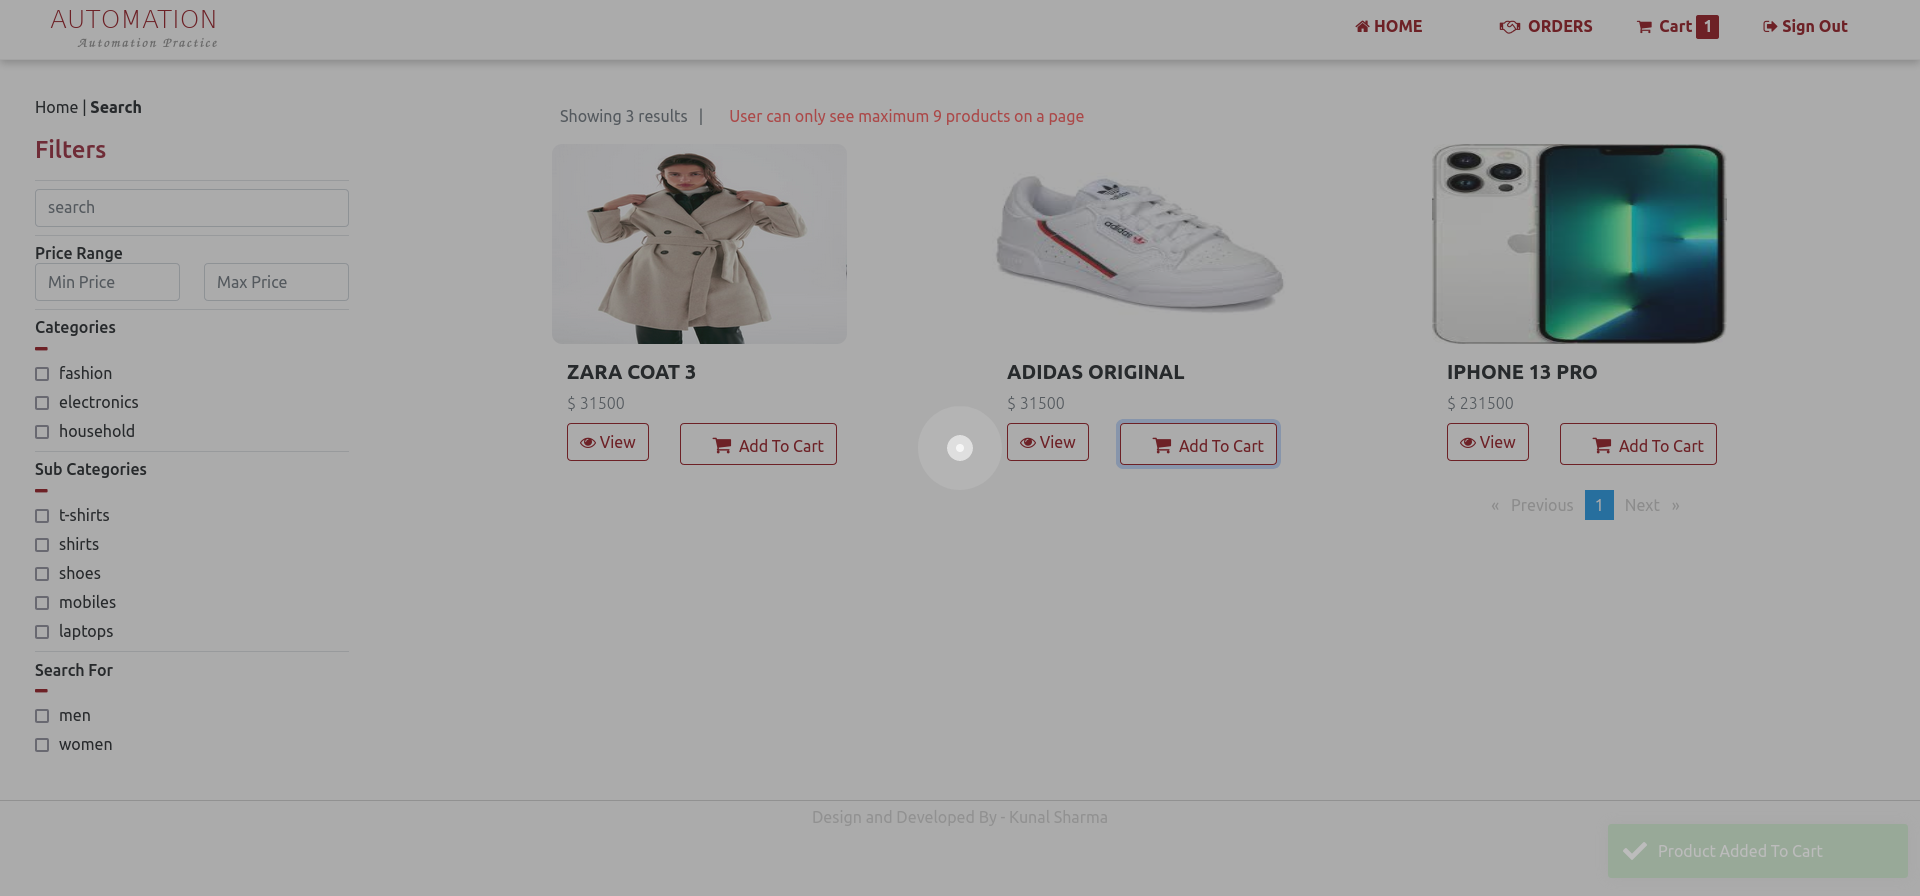 AUTOMATION
Automation Practice
HOME
ORDERS
Cart 1
Sign Out
Home | Search
Filters
search
Price Range
Min Price
Max Price
Categories
fashion
electronics
household
Sub Categories
t-shirts
shirts
shoes
mobiles
laptops
Search For
men
women
Showing 3 results |
User can only see maximum 9 products on a page
adidas
adidas
ZARA COAT 3
$ 31500
View
Add To Cart
ADIDAS ORIGINAL
$ 31500
View
Add To Cart
IPHONE 13 PRO
$ 231500
View
Add To Cart
« Previous 1 Next »
Design and Developed By - Kunal Sharma
Product Added To Cart